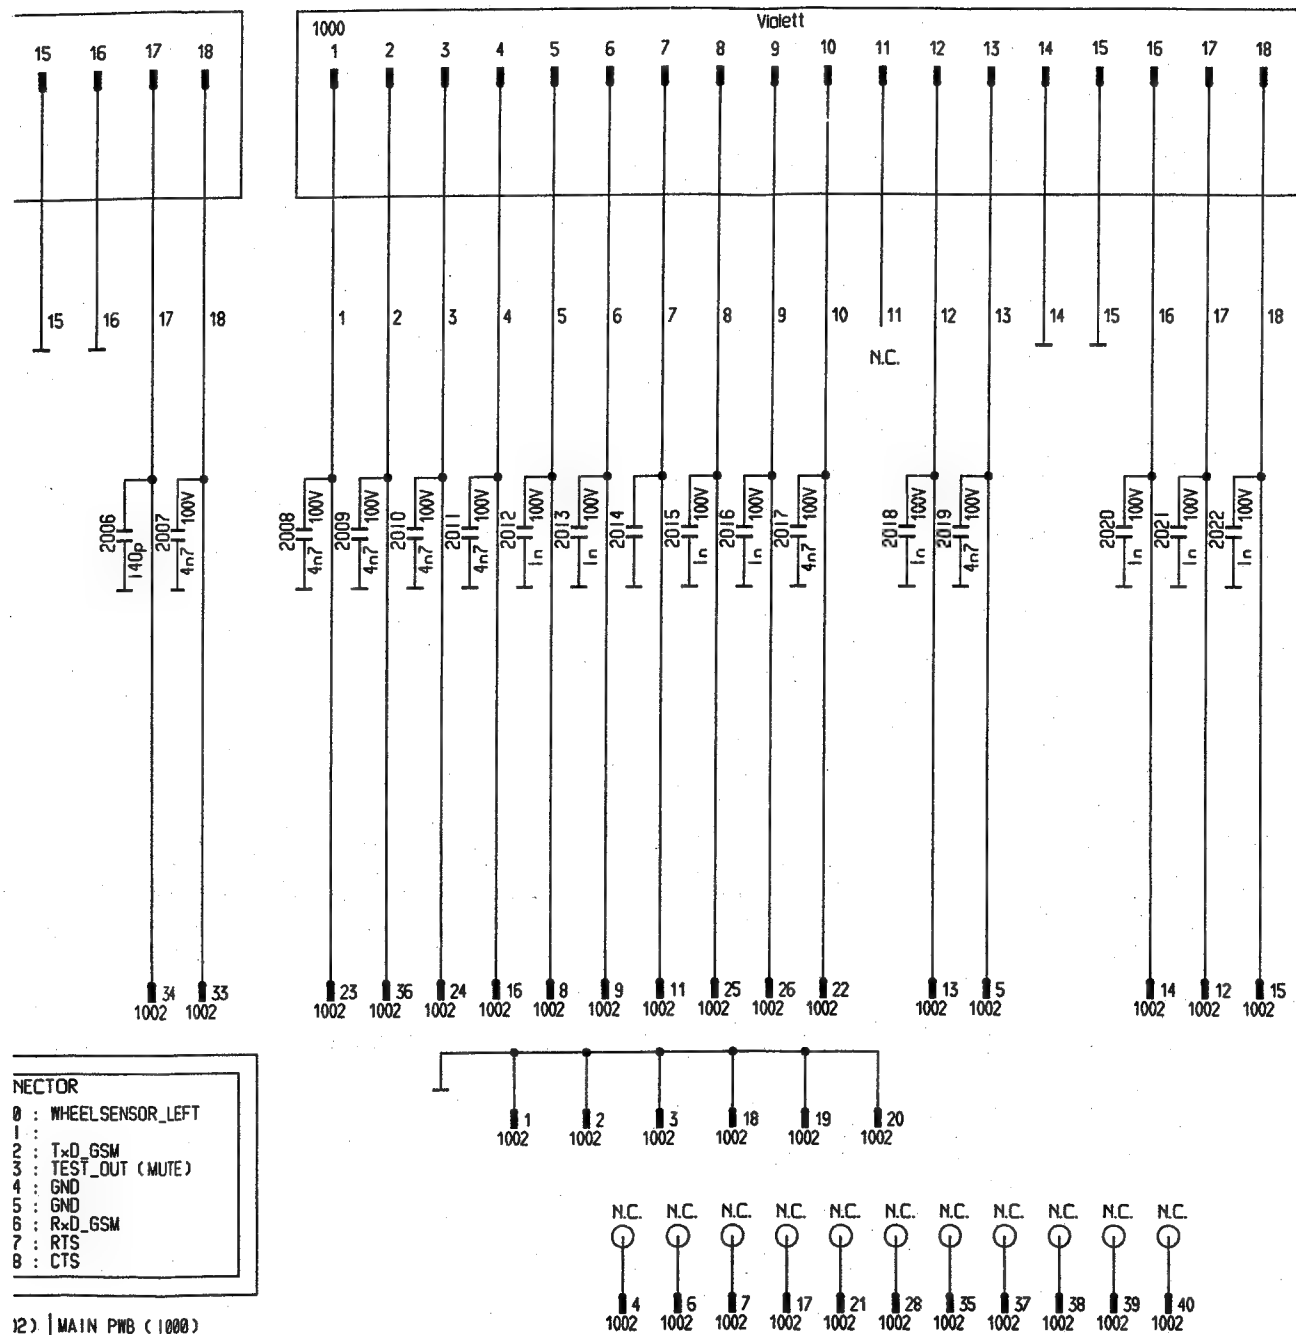 Violett
1000
15 16 17 18 1 2 3 4 5 6 7 8 9 10 11 12 13 14 15 16 17 18
15 16 17 18 1 2 3 4 5 6 7 8 9 10 11 12 13 14 15 16 17 18
N.C.
2006 140p
2007 100V 4n7
2008 100V 4n7
2009 100V 4n7
2010 100V 4n7
2011 100V 4n7
2012 100V 1n
2013 100V 1n
2014
2015 100V 1n
2016 100V 1n
2017 100V 4n7
2018 100V 1n
2019 100V 4n7
2020 100V 1n
2021 100V 1n
2022 100V 1n
34 33 23 36 24 16 8 9 11 25 26 22 13 5 14 12 15
1002 1002 1002 1002 1002 1002 1002 1002 1002 1002 1002 1002 1002 1002 1002 1002 1002
1 2 3 18 19 20
1002 1002 1002 1002 1002 1002
NECTOR
0 : WHEELSENSOR_LEFT
1 :
2 : TxD_GSM
3 : TEST_OUT (MUTE)
4 : GND
5 : GND
6 : RxD_GSM
7 : RTS
8 : CTS
N.C. N.C. N.C. N.C. N.C. N.C. N.C. N.C. N.C. N.C. N.C.
4 6 7 17 21 28 35 37 38 39 40
1002 1002 1002 1002 1002 1002 1002 1002 1002 1002 1002
2) | MAIN PWB (1000)